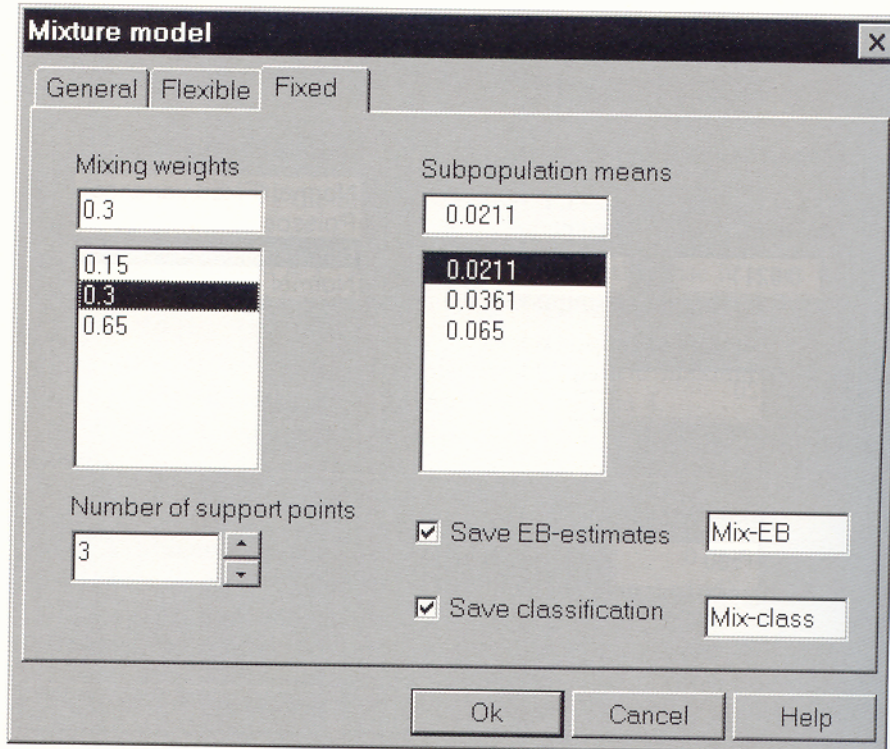 Mixture model
General Flexible Fixed
Mixing weights
0.3
0.15
0.3
0.65
Subpopulation means
0.0211
0.0211
0.0361
0.065
Number of support points
3
Save EB-estimates Mix-EB
Save classification Mix-class
Ok Cancel Help